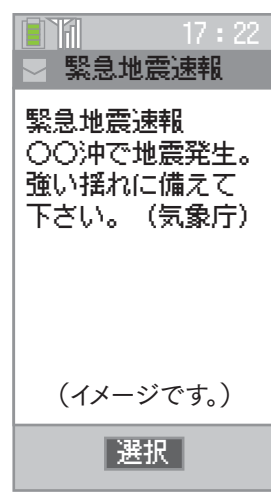 17：22
緊急地震速報
緊急地震速報
〇〇沖で地震発生。
強い揺れに備えて
下さい。（気象庁）
（イメージです。）
選択